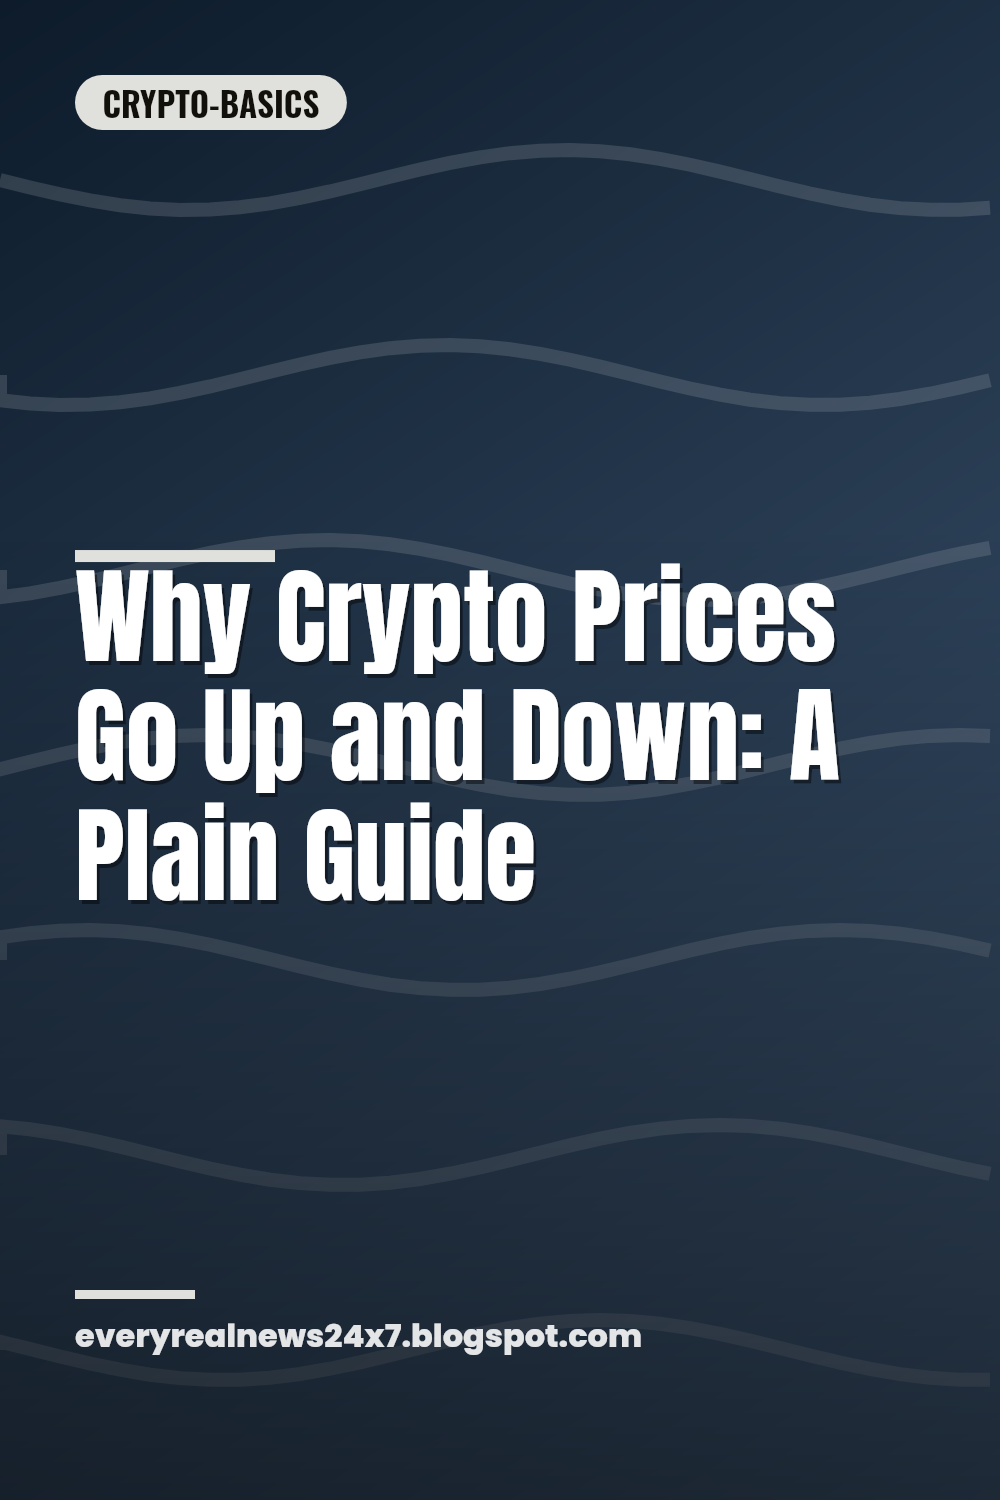 CRYPTO-BASICS
Why Crypto Prices
Go Up and Down: A
Plain Guide
everyrealnews24x7.blogspot.com